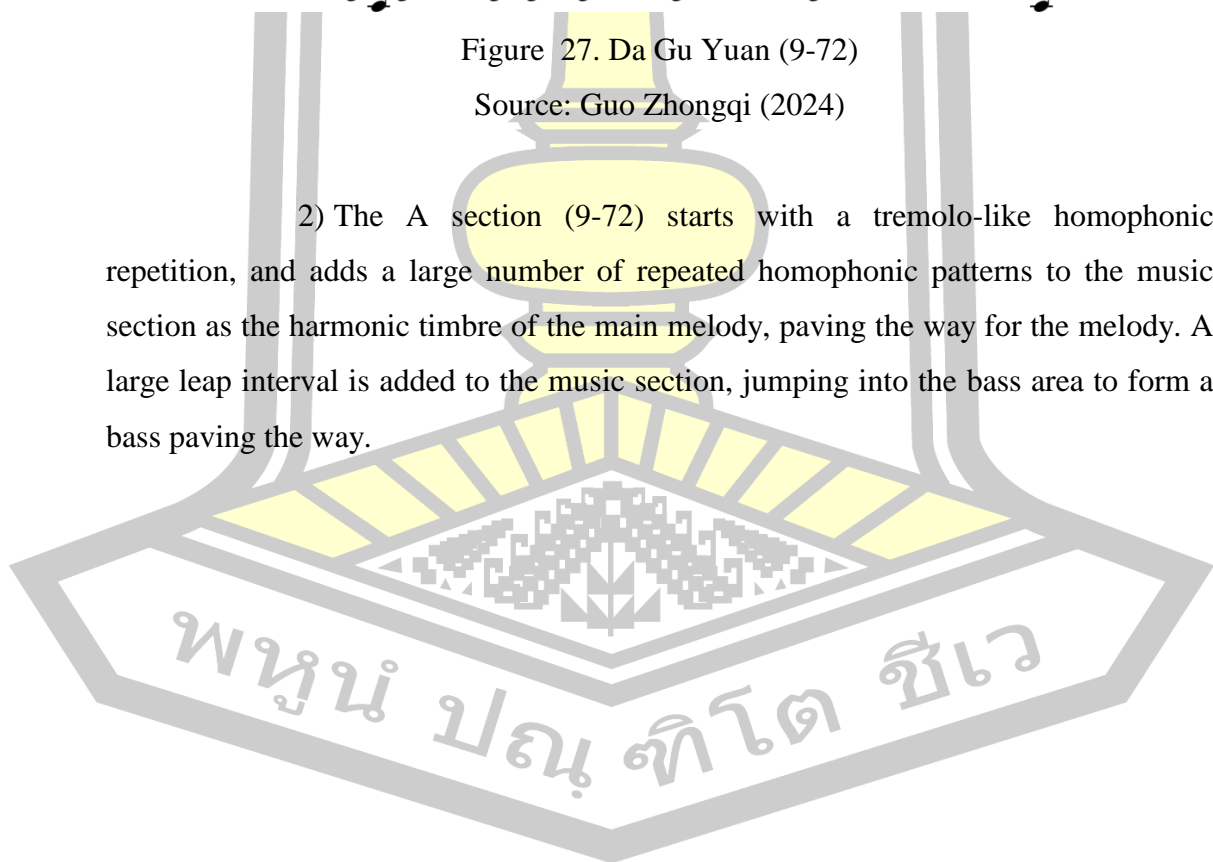 Figure 27. Da Gu Yuan (9-72)
Source: Guo Zhongqi (2024)
2) The A section (9-72) starts with a tremolo-like homophonic
repetition, and adds a large number of repeated homophonic patterns to the music
section as the harmonic timbre of the main melody, paving the way for the melody. A
large leap interval is added to the music section, jumping into the bass area to form a
bass paving the way.
พหูนํ ปณฺฑิโต ชีเว